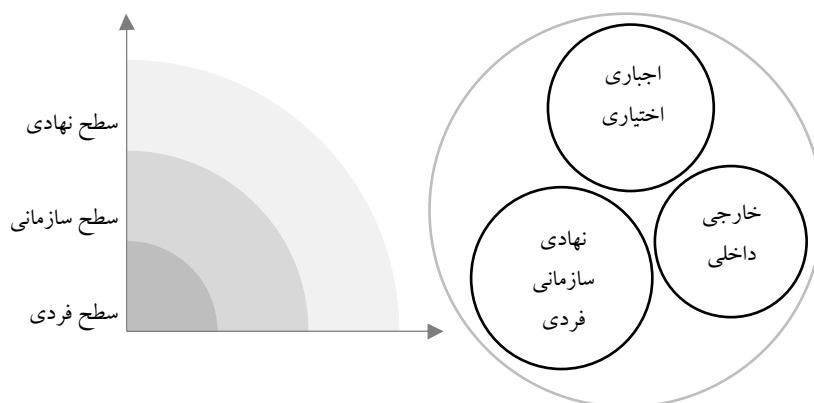 اجباری
اختیاری
خارجی
داخلی
نهادی
سازمانی
فردی
سطح نهادی
سطح سازمانی
سطح فردی